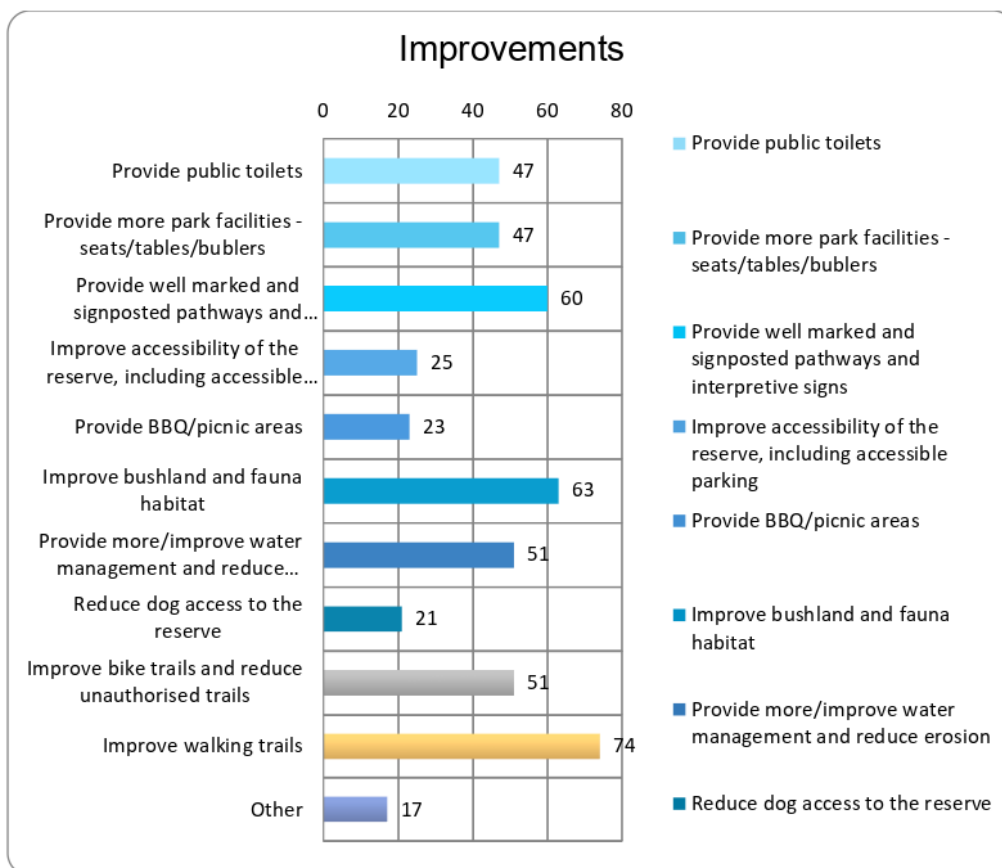 Improvements
0 20 40 60 80
Provide public toilets
47
Provide more park facilities -
seats/tables/bublers
47
Provide well marked and
signposted pathways and...
60
Improve accessibility of the
reserve, including accessible...
25
Provide BBQ/picnic areas
23
Improve bushland and fauna
habitat
63
Provide more/improve water
management and reduce...
51
Reduce dog access to the
reserve
21
Improve bike trails and reduce
unauthorised trails
51
Improve walking trails
74
Other
17
Provide public toilets
Provide more park facilities -
seats/tables/bublers
Provide well marked and
signposted pathways and
interpretive signs
Improve accessibility of the
reserve, including accessible
parking
Provide BBQ/picnic areas
Improve bushland and fauna
habitat
Provide more/improve water
management and reduce erosion
Reduce dog access to the reserve